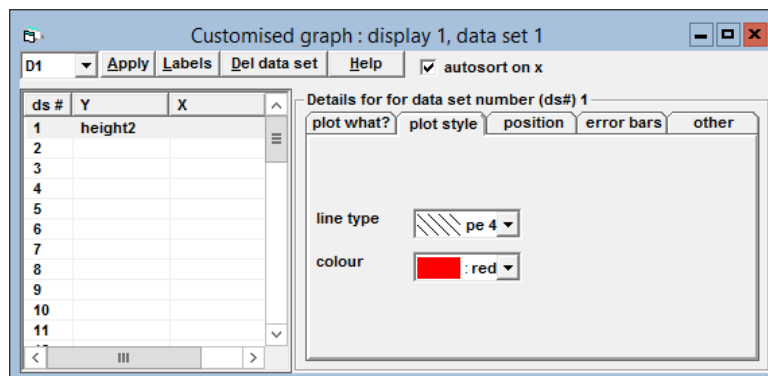 Customised graph : display 1, data set 1
D1 Apply Labels Del data set Help autosort on x
ds # Y X
1 height2
2
3
4
5
6
7
8
9
10
11
Details for for data set number (ds#) 1
plot what? plot style position error bars other
line type pe 4
colour : red